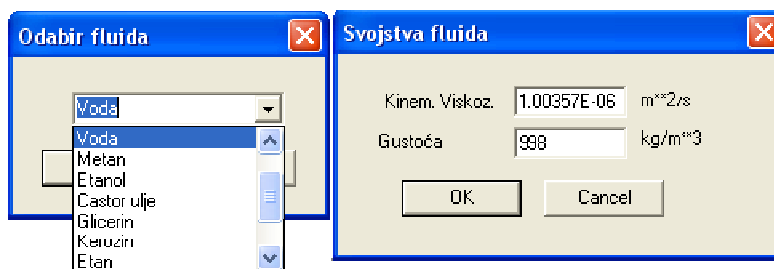 Odabir fluida
Voda
Voda
Metan
Etanol
Castor ulje
Glicerin
Kerozin
Etan
Svojstva fluida
Kinem. Viskoz. 1.00357E-06 m**2/s
Gustoća 998 kg/m**3
OK Cancel